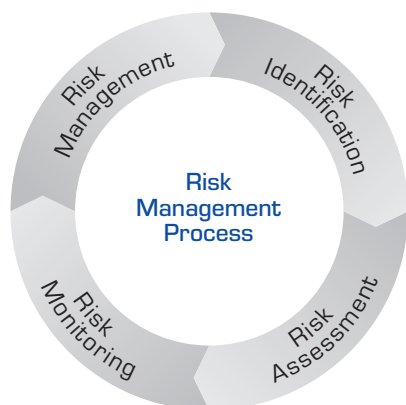 Risk
Management
Risk
Identification
Risk
Management
Process
Risk
Monitoring
Risk
Assessment